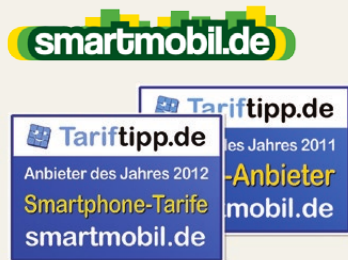 smartmobil.de
Tariftipp.de
Anbieter des Jahres 2012
Smartphone-Tarife
smartmobil.de
Tariftipp.de
des Jahres 2011
-Anbieter
mobil.de